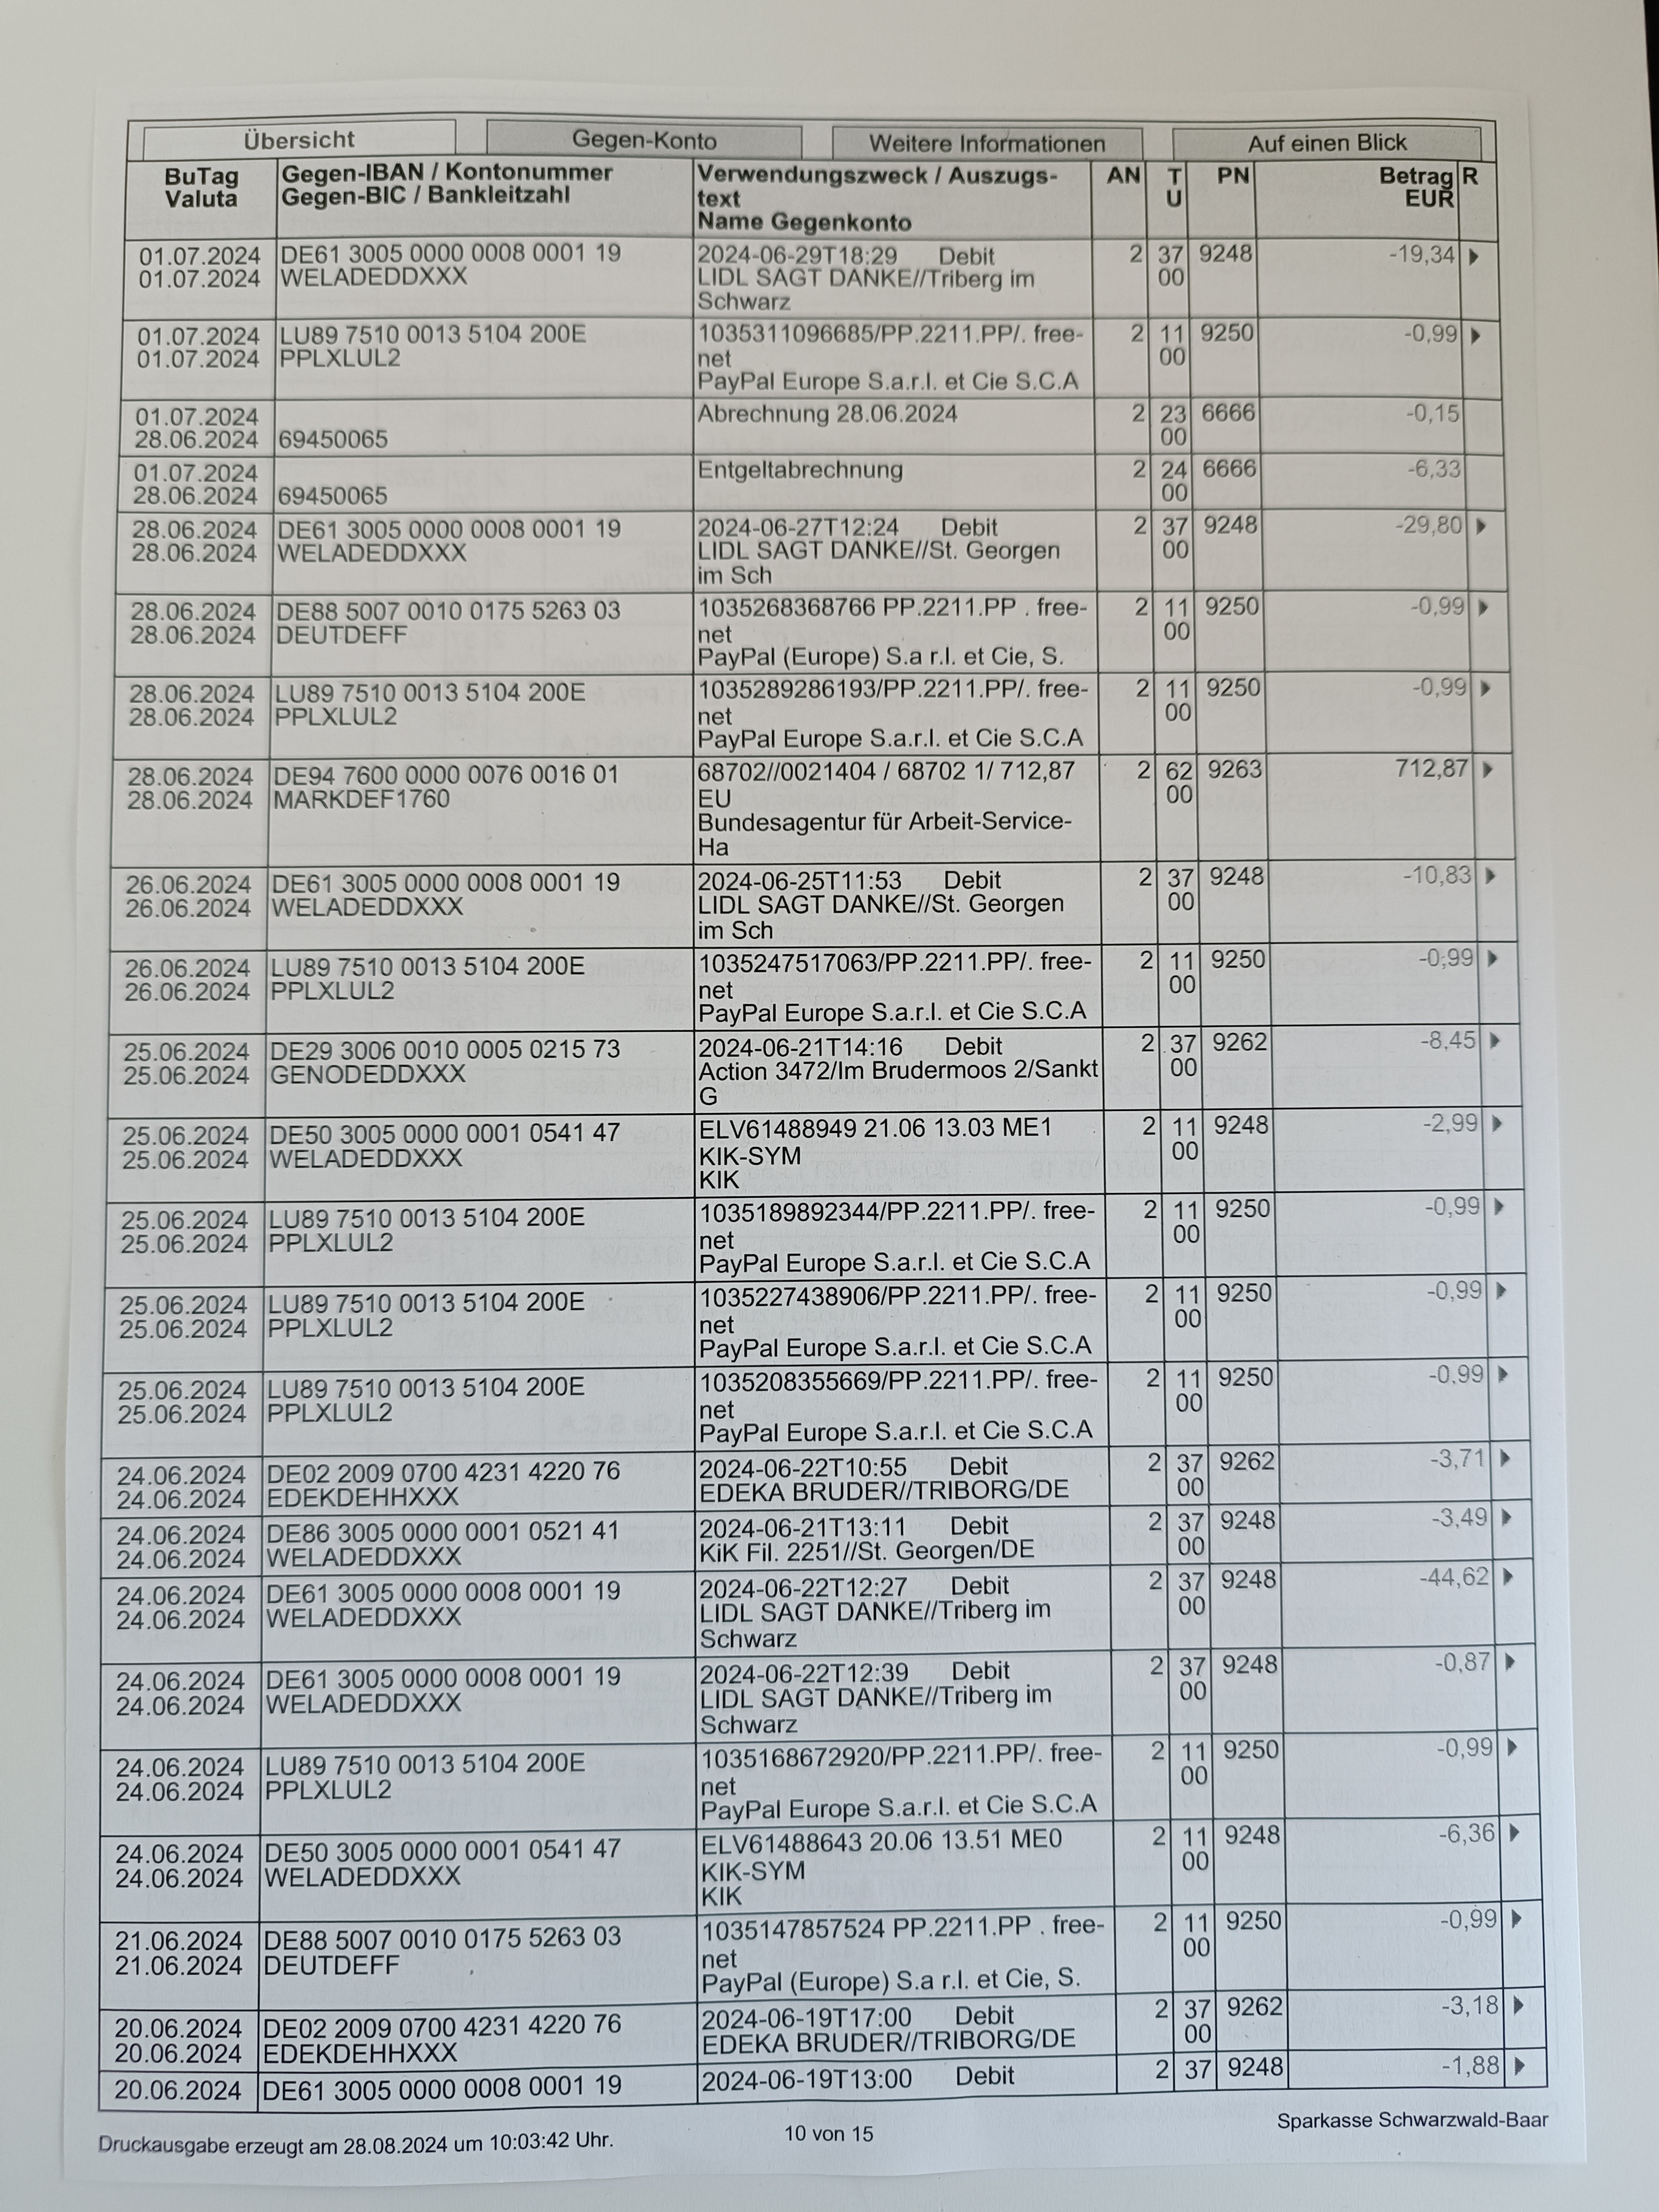 Übersicht Gegen-Konto Weitere Informationen Auf einen Blick
BuTag Gegen-IBAN / Kontonummer Verwendungszweck / Auszugs- AN T PN Betrag R
Valuta Gegen-BIC / Bankleitzahl text U EUR
Name Gegenkonto
01.07.2024 DE61 3005 0000 0008 0001 19 2024-06-29T18:29 Debit 2 37 9248 -19,34
01.07.2024 WELADEDDXXX LIDL SAGT DANKE//Triberg im 00
Schwarz
01.07.2024 LU89 7510 0013 5104 200E 1035311096685/PP.2211.PP/. free- 2 11 9250 -0,99
01.07.2024 PPLXLUL2 net 00
PayPal Europe S.a.r.l. et Cie S.C.A
01.07.2024 Abrechnung 28.06.2024 2 23 6666 -0,15
28.06.2024 69450065 00
01.07.2024 Entgeltabrechnung 2 24 6666 -6,33
28.06.2024 69450065 00
28.06.2024 DE61 3005 0000 0008 0001 19 2024-06-27T12:24 Debit 2 37 9248 -29,80
28.06.2024 WELADEDDXXX LIDL SAGT DANKE//St. Georgen 00
im Sch
28.06.2024 DE88 5007 0010 0175 5263 03 1035268368766 PP.2211.PP . free- 2 11 9250 -0,99
28.06.2024 DEUTDEFF net 00
PayPal (Europe) S.a r.l. et Cie, S.
28.06.2024 LU89 7510 0013 5104 200E 1035289286193/PP.2211.PP/. free- 2 11 9250 -0,99
28.06.2024 PPLXLUL2 net 00
PayPal Europe S.a.r.l. et Cie S.C.A
28.06.2024 DE94 7600 0000 0076 0016 01 68702//0021404 / 68702 1/ 712,87 2 62 9263 712,87
28.06.2024 MARKDEF1760 EU 00
Bundesagentur für Arbeit-Service-
Ha
26.06.2024 DE61 3005 0000 0008 0001 19 2024-06-25T11:53 Debit 2 37 9248 -10,83
26.06.2024 WELADEDDXXX LIDL SAGT DANKE//St. Georgen 00
im Sch
26.06.2024 LU89 7510 0013 5104 200E 1035247517063/PP.2211.PP/. free- 2 11 9250 -0,99
26.06.2024 PPLXLUL2 net 00
PayPal Europe S.a.r.l. et Cie S.C.A
25.06.2024 DE29 3006 0010 0005 0215 73 2024-06-21T14:16 Debit 2 37 9262 -8,45
25.06.2024 GENODEDDXXX Action 3472/Im Brudermoos 2/Sankt 00
G
25.06.2024 DE50 3005 0000 0001 0541 47 ELV61488949 21.06 13.03 ME1 2 11 9248 -2,99
25.06.2024 WELADEDDXXX KIK-SYM 00
KIK
25.06.2024 LU89 7510 0013 5104 200E 1035189892344/PP.2211.PP/. free- 2 11 9250 -0,99
25.06.2024 PPLXLUL2 net 00
PayPal Europe S.a.r.l. et Cie S.C.A
25.06.2024 LU89 7510 0013 5104 200E 1035227438906/PP.2211.PP/. free- 2 11 9250 -0,99
25.06.2024 PPLXLUL2 net 00
PayPal Europe S.a.r.l. et Cie S.C.A
25.06.2024 LU89 7510 0013 5104 200E 1035208355669/PP.2211.PP/. free- 2 11 9250 -0,99
25.06.2024 PPLXLUL2 net 00
PayPal Europe S.a.r.l. et Cie S.C.A
24.06.2024 DE02 2009 0700 4231 4220 76 2024-06-22T10:55 Debit 2 37 9262 -3,71
24.06.2024 EDEKDEHHXXX EDEKA BRUDER//TRIBORG/DE 00
24.06.2024 DE86 3005 0000 0001 0521 41 2024-06-21T13:11 Debit 2 37 9248 -3,49
24.06.2024 WELADEDDXXX KiK Fil. 2251//St. Georgen/DE 00
24.06.2024 DE61 3005 0000 0008 0001 19 2024-06-22T12:27 Debit 2 37 9248 -44,62
24.06.2024 WELADEDDXXX LIDL SAGT DANKE//Triberg im 00
Schwarz
24.06.2024 DE61 3005 0000 0008 0001 19 2024-06-22T12:39 Debit 2 37 9248 -0,87
24.06.2024 WELADEDDXXX LIDL SAGT DANKE//Triberg im 00
Schwarz
24.06.2024 LU89 7510 0013 5104 200E 1035168672920/PP.2211.PP/. free- 2 11 9250 -0,99
24.06.2024 PPLXLUL2 net 00
PayPal Europe S.a.r.l. et Cie S.C.A
24.06.2024 DE50 3005 0000 0001 0541 47 ELV61488643 20.06 13.51 ME0 2 11 9248 -6,36
24.06.2024 WELADEDDXXX KIK-SYM 00
KIK
21.06.2024 DE88 5007 0010 0175 5263 03 1035147857524 PP.2211.PP . free- 2 11 9250 -0,99
21.06.2024 DEUTDEFF net 00
PayPal (Europe) S.a r.l. et Cie, S.
20.06.2024 DE02 2009 0700 4231 4220 76 2024-06-19T17:00 Debit 2 37 9262 -3,18
20.06.2024 EDEKDEHHXXX EDEKA BRUDER//TRIBORG/DE 00
20.06.2024 DE61 3005 0000 0008 0001 19 2024-06-19T13:00 Debit 2 37 9248 -1,88
Druckausgabe erzeugt am 28.08.2024 um 10:03:42 Uhr. 10 von 15 Sparkasse Schwarzwald-Baar